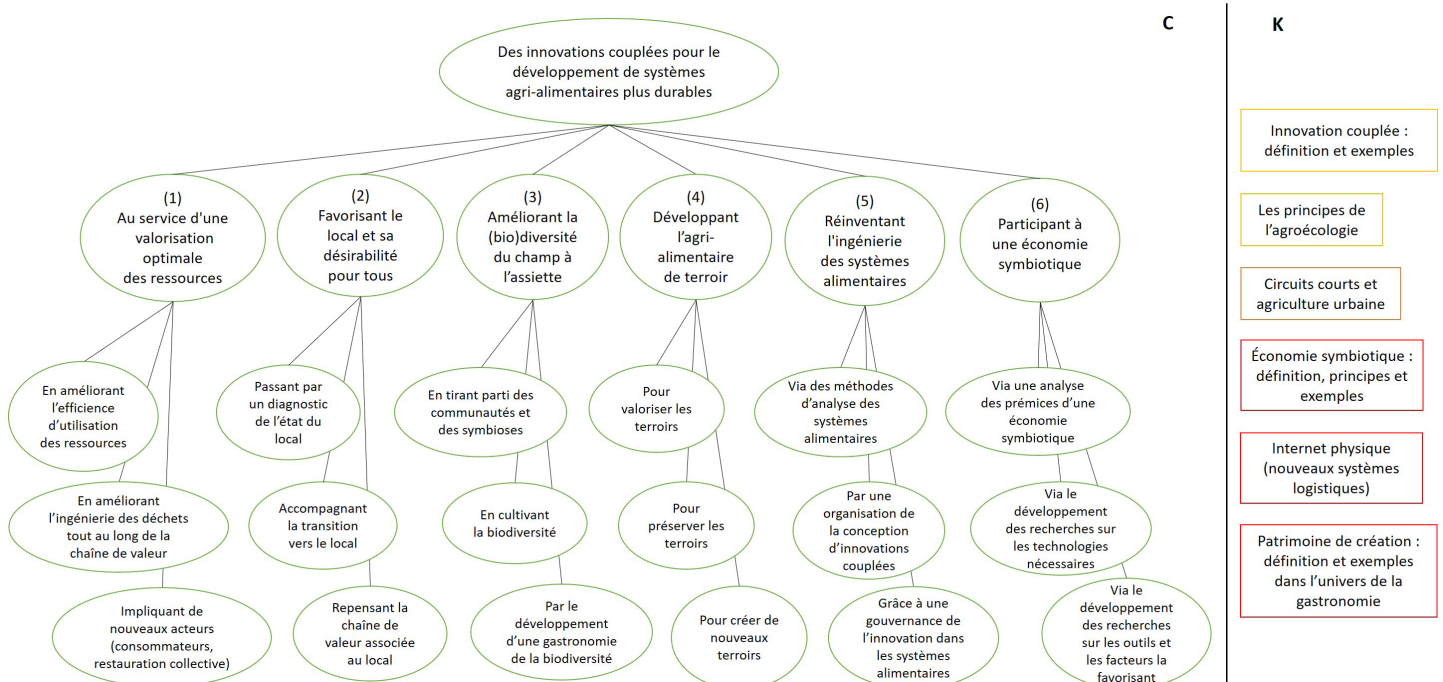 C
K
Des innovations couplées pour le
développement de systèmes
agri-alimentaires plus durables
(1)
Au service d'une
valorisation
optimale
des ressources
(2)
Favorisant le
local et sa
désirabilité
pour tous
(3)
Améliorant la
(bio)diversité
du champ à
l’assiette
(4)
Développant
l’agri-
alimentaire
de terroir
(5)
Réinventant
l'ingénierie
des systèmes
alimentaires
(6)
Participant à
une économie
symbiotique
En améliorant
l’efficience
d’utilisation
des ressources
Passant par
un diagnostic
de l’état du
local
En tirant parti des
communautés et
des symbioses
Pour
valoriser les
terroirs
Via des méthodes
d’analyse des
systèmes
alimentaires
Via une analyse
des prémices d’une
économie
symbiotique
En améliorant
l’ingénierie des déchets
tout au long de la
chaîne de valeur
Accompagnant
la transition
vers le local
En cultivant
la biodiversité
Pour
préserver les
terroirs
Par une
organisation de
la conception
d’innovations
couplées
Via le
développement
des recherches sur
les technologies
nécessaires
Impliquant de
nouveaux acteurs
(consommateurs,
restauration collective)
Repensant la
chaîne de
valeur associée
au local
Par le
développement
d’une gastronomie
de la biodiversité
Pour créer de
nouveaux
terroirs
Grâce à une
gouvernance de
l’innovation dans
les systèmes
alimentaires
Via le
développement
des recherches
sur les outils et
les facteurs la
favorisant
Innovation couplée :
définition et exemples
Les principes de
l’agroécologie
Circuits courts et
agriculture urbaine
Économie symbiotique :
définition, principes et
exemples
Internet physique
(nouveaux systèmes
logistiques)
Patrimoine de création :
définition et exemples
dans l’univers de la
gastronomie